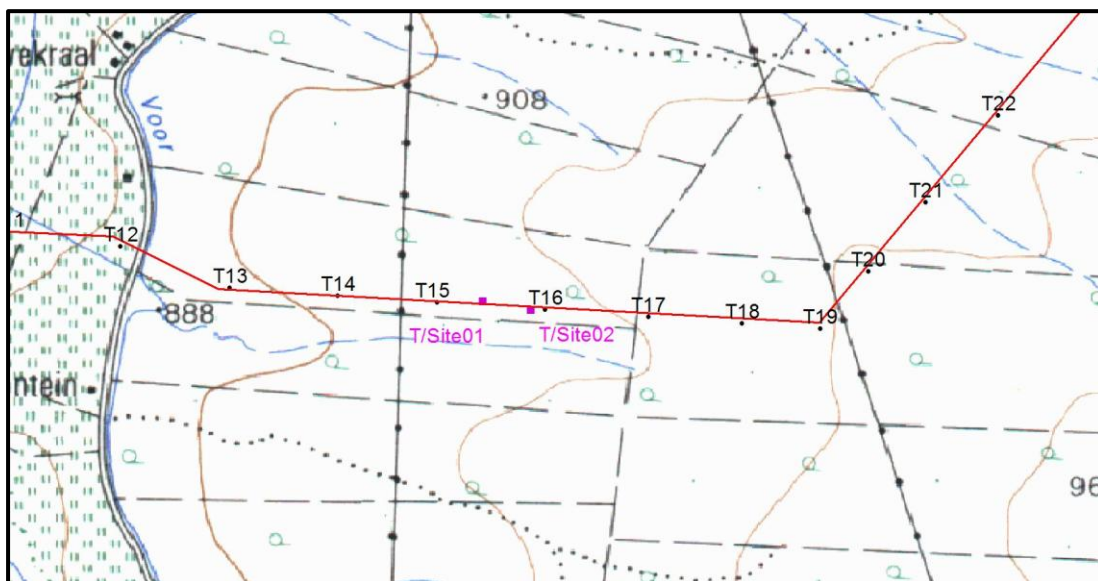 rekraal
Voor
908
T22
T21
1
T12
T20
T13
T14
T15
T16
T17
T18
T19
888
T/Site01
T/Site02
ntein
96